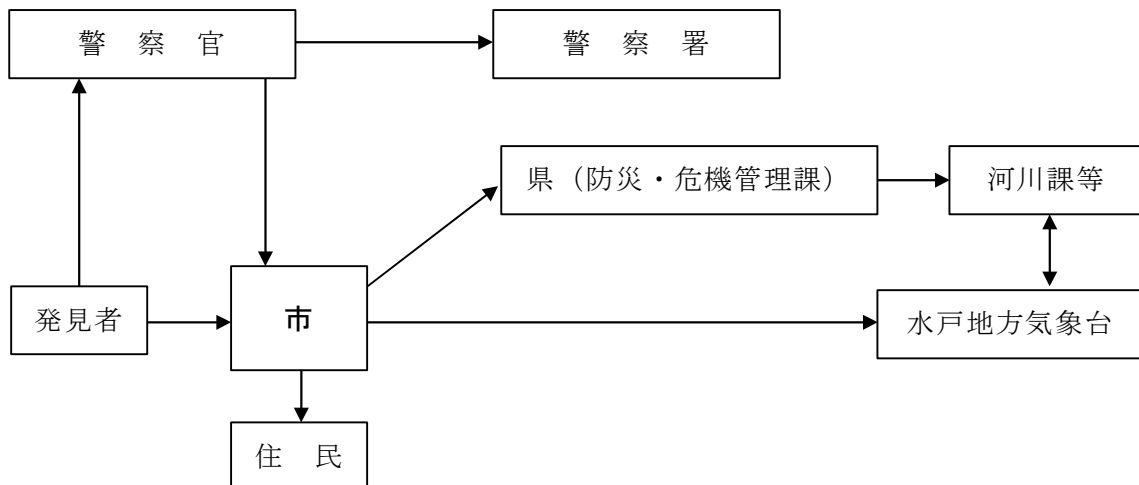 警　察　官
警　察　署
県（防災・危機管理課）
河川課等
発見者
市
水戸地方気象台
住　民